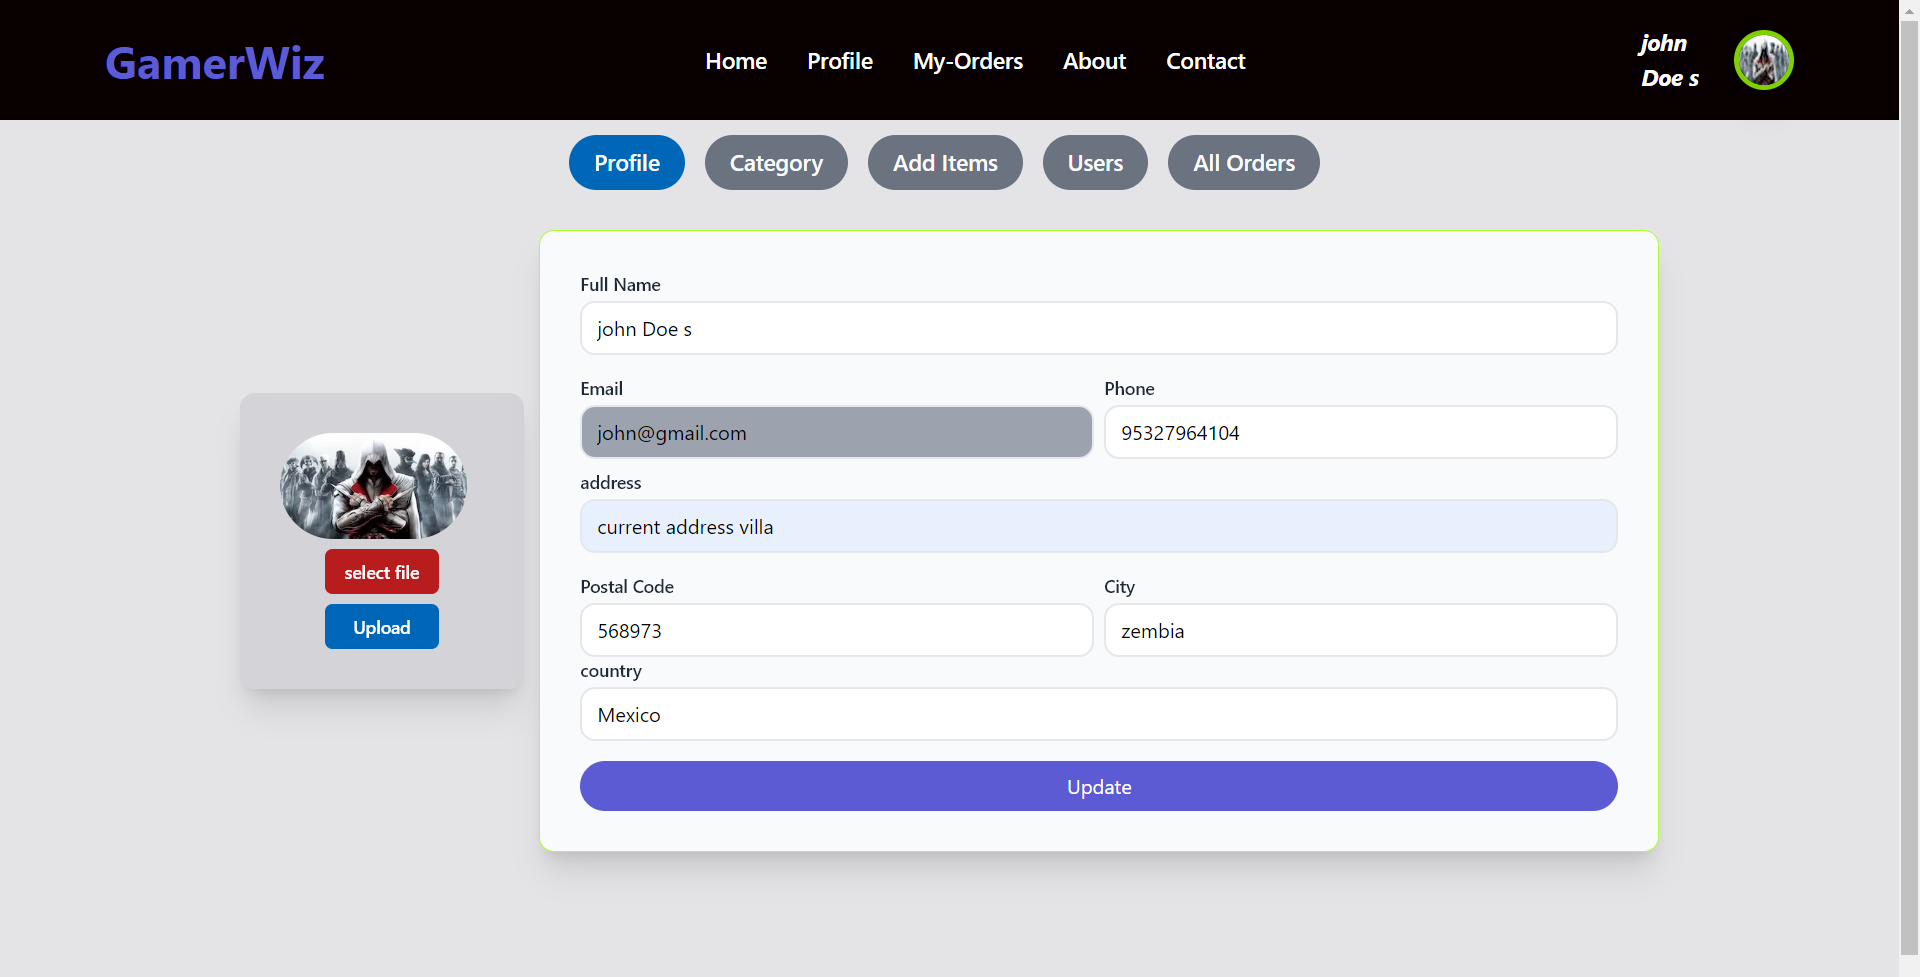 GamerWiz
Home
Profile
My-Orders
About
Contact
john
Doe s
Profile
Category
Add Items
Users
All Orders
select file
Upload
Full Name
john Doe s
Email
Phone
john@gmail.com
95327964104
address
current address villa
Postal Code
City
568973
zembia
country
Mexico
Update